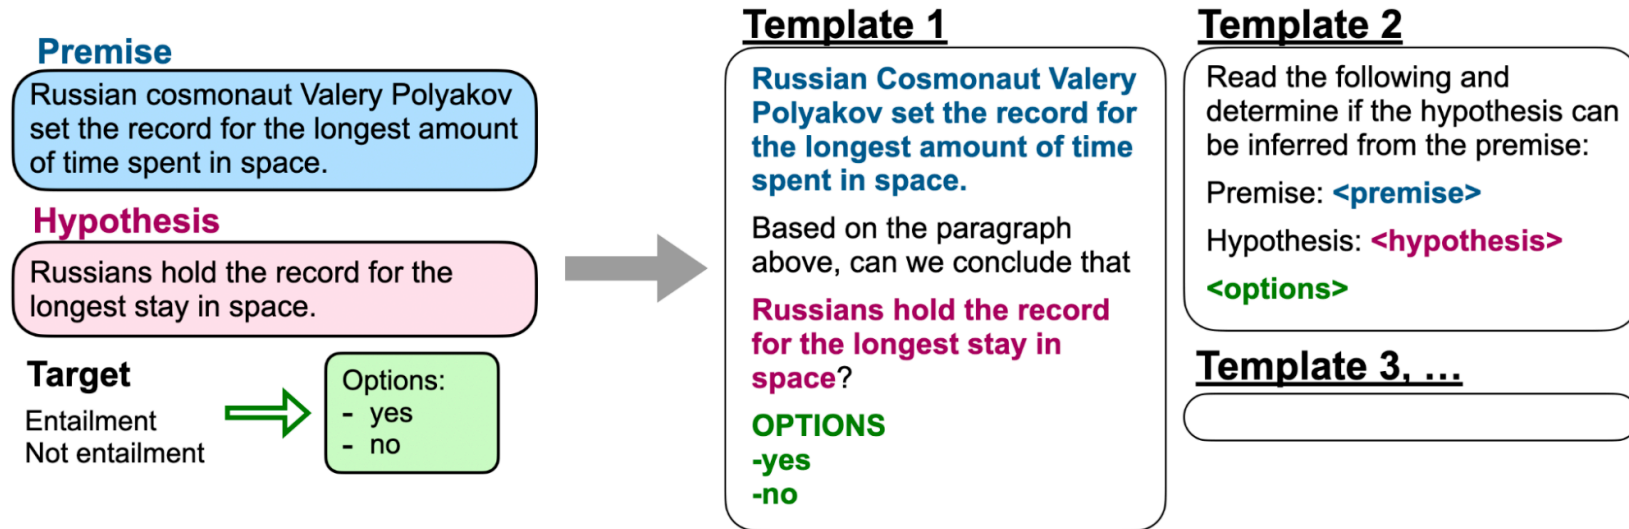 Premise
Russian cosmonaut Valery Polyakov
set the record for the longest amount
of time spent in space.
Hypothesis
Russians hold the record for the
longest stay in space.
Target
Entailment
Not entailment
Options:
- yes
- no
Template 1
Russian Cosmonaut Valery
Polyakov set the record for
the longest amount of time
spent in space.
Based on the paragraph
above, can we conclude that
Russians hold the record
for the longest stay in
space?
OPTIONS
-yes
-no
Template 2
Read the following and
determine if the hypothesis can
be inferred from the premise:
Premise: <premise>
Hypothesis: <hypothesis>
<options>
Template 3, ...